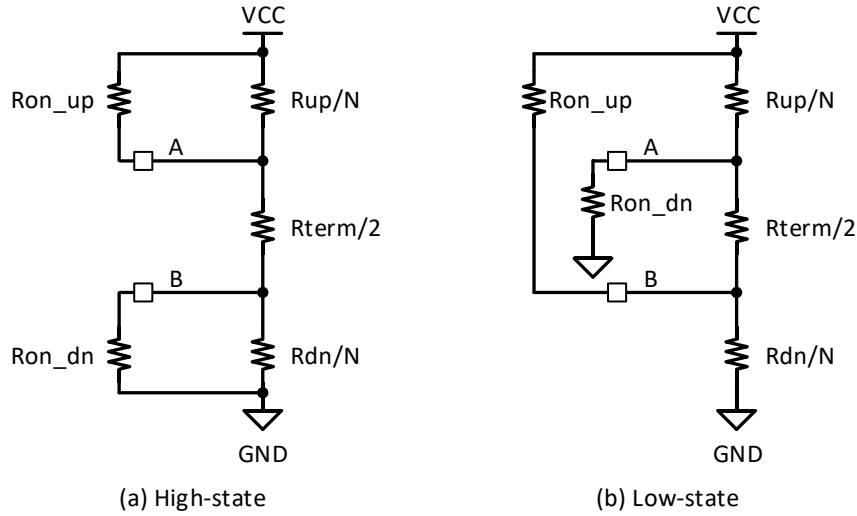 VCC
Ron_up
Rup/N
A
Rterm/2
B
Ron_dn
Rdn/N
GND
(a) High-state
VCC
Ron_up
Rup/N
A
Ron_dn
Rterm/2
B
Rdn/N
GND
(b) Low-state